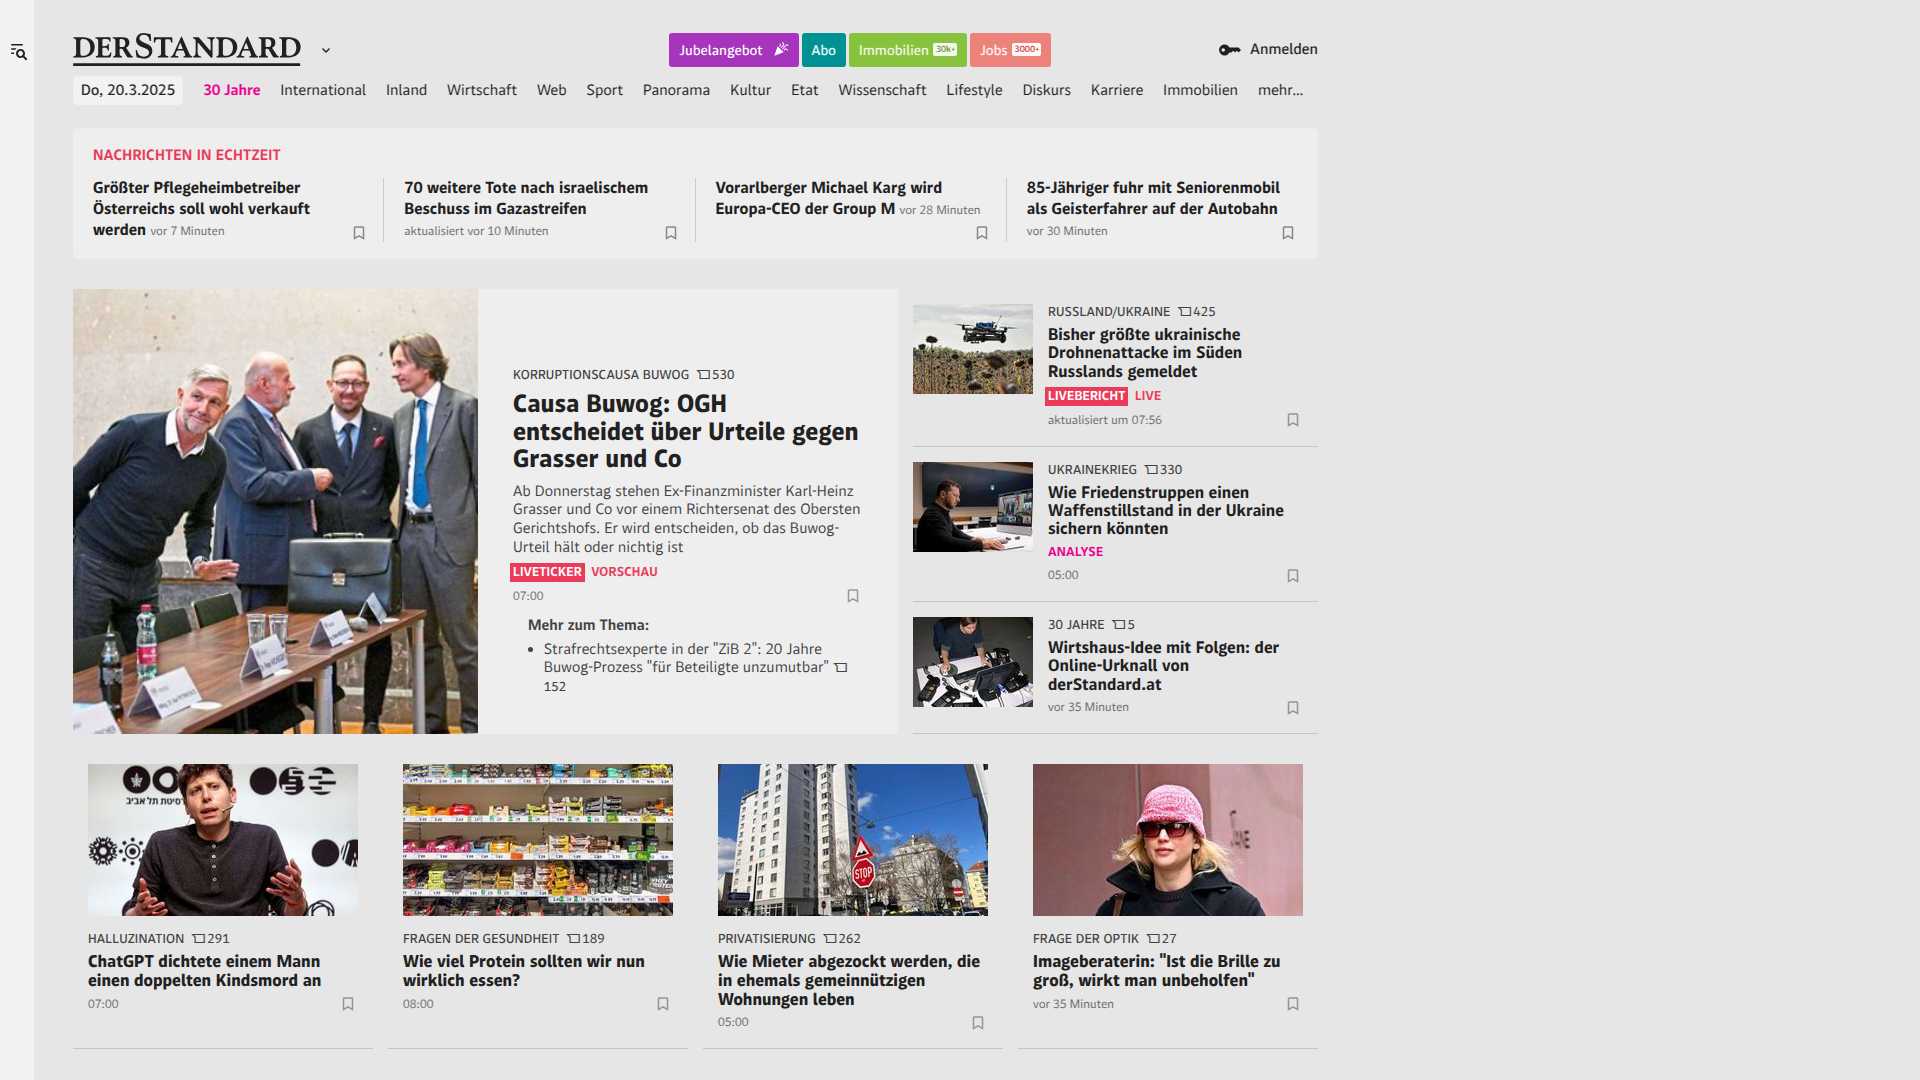 DERSTANDARD
Jubelangebot
Abo
Immobilien 30k+
Jobs 3000+
Anmelden
Do, 20.3.2025
30 Jahre
International
Inland
Wirtschaft
Web
Sport
Panorama
Kultur
Etat
Wissenschaft
Lifestyle
Diskurs
Karriere
Immobilien
mehr...
NACHRICHTEN IN ECHTZEIT
Größter Pflegeheimbetreiber
Österreichs soll wohl verkauft
werden vor 7 Minuten
70 weitere Tote nach israelischem
Beschuss im Gazastreifen
aktualisiert vor 10 Minuten
Vorarlberger Michael Karg wird
Europa-CEO der Group M vor 28 Minuten
85-Jähriger fuhr mit Seniorenmobil
als Geisterfahrer auf der Autobahn
vor 30 Minuten
KORRUPTIONSCAUSA BUWOG 530
Causa Buwog: OGH
entscheidet über Urteile gegen
Grasser und Co
Ab Donnerstag stehen Ex-Finanzminister Karl-Heinz
Grasser und Co vor einem Richtersenat des Obersten
Gerichtshofs. Er wird entscheiden, ob das Buwog-
Urteil hält oder nichtig ist
LIVETICKER VORSCHAU
07:00
Mehr zum Thema:
• Strafrechtsexperte in der "ZiB 2": 20 Jahre
Buwog-Prozess "für Beteiligte unzumutbar"
152
RUSSLAND/UKRAINE 425
Bisher größte ukrainische
Drohnenattacke im Süden
Russlands gemeldet
LIVEBERICHT LIVE
aktualisiert um 07:56
UKRAINEKRIEG 330
Wie Friedenstruppen einen
Waffenstillstand in der Ukraine
sichern könnten
ANALYSE
05:00
30 JAHRE 5
Wirtshaus-Idee mit Folgen: der
Online-Urknall von
derStandard.at
vor 35 Minuten
HALLUZINATION 291
ChatGPT dichtete einem Mann
einen doppelten Kindsmord an
07:00
FRAGEN DER GESUNDHEIT 189
Wie viel Protein sollten wir nun
wirklich essen?
08:00
STOP
PRIVATISIERUNG 262
Wie Mieter abgezockt werden, die
in ehemals gemeinnützigen
Wohnungen leben
05:00
FRAGE DER OPTIK 27
Imageberaterin: "Ist die Brille zu
groß, wirkt man unbeholfen"
vor 35 Minuten